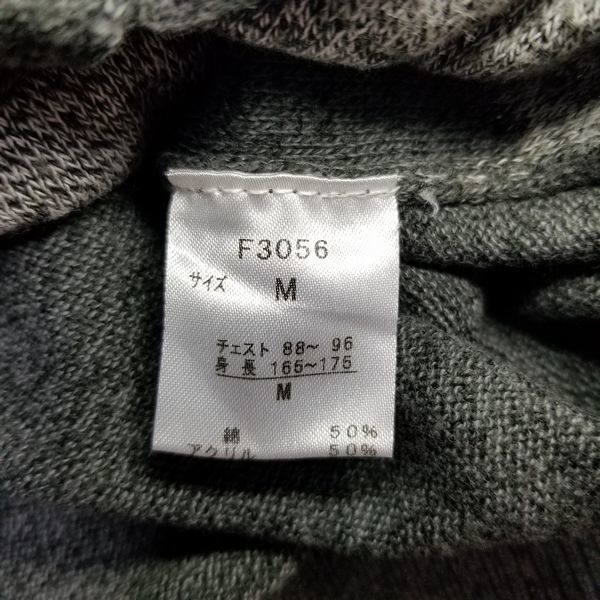 F3056
サイズ M
チェスト 88〜 96
身長 165〜175
M
綿 50%
アクリル 50%